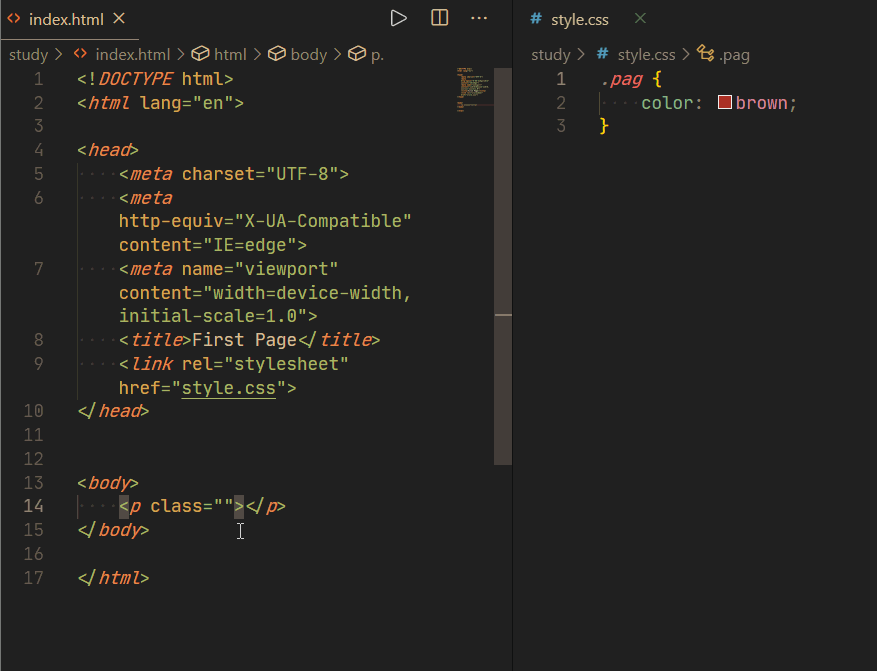 index.html
study > index.html > html > body > p.
1 <!DOCTYPE html>
2 <html lang="en">
3
4 <head>
5 <meta charset="UTF-8">
6 <meta
http-equiv="X-UA-Compatible"
content="IE=edge">
7 <meta name="viewport"
content="width=device-width,
initial-scale=1.0">
8 <title>First Page</title>
9 <link rel="stylesheet"
href="style.css">
10 </head>
11
12
13 <body>
14 <p class=""></p>
15 </body>
16
17 </html>
# style.css
study > # style.css > .pag
1 .pag {
2 color: brown;
3 }